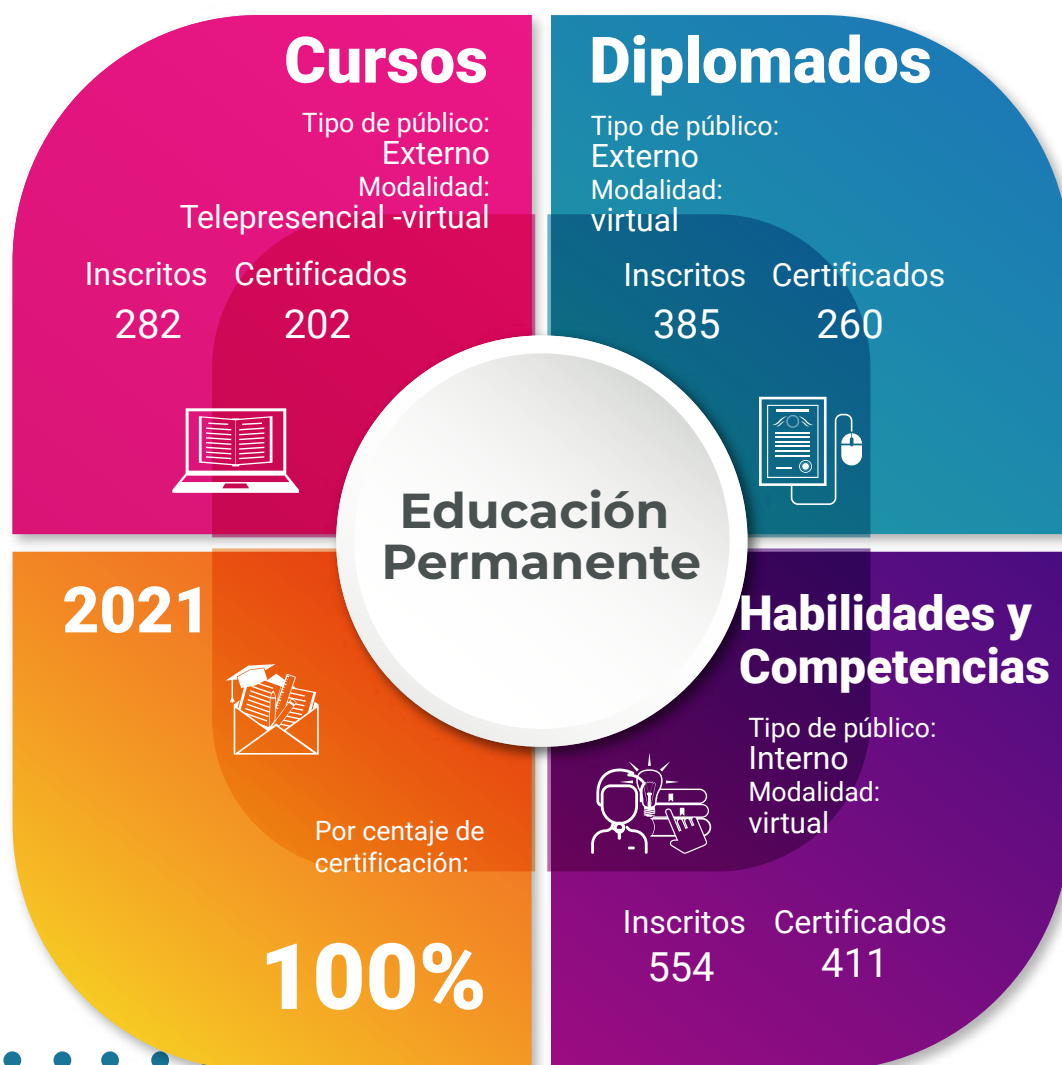 Cursos
Tipo de público:
Externo
Modalidad:
Telepresencial -virtual
Inscritos Certificados
282 202
Diplomados
Tipo de público:
Externo
Modalidad:
virtual
Inscritos Certificados
385 260
Educación
Permanente
2021
Por centaje de
certificación:
100%
Habilidades y
Competencias
Tipo de público:
Interno
Modalidad:
virtual
Inscritos Certificados
554 411